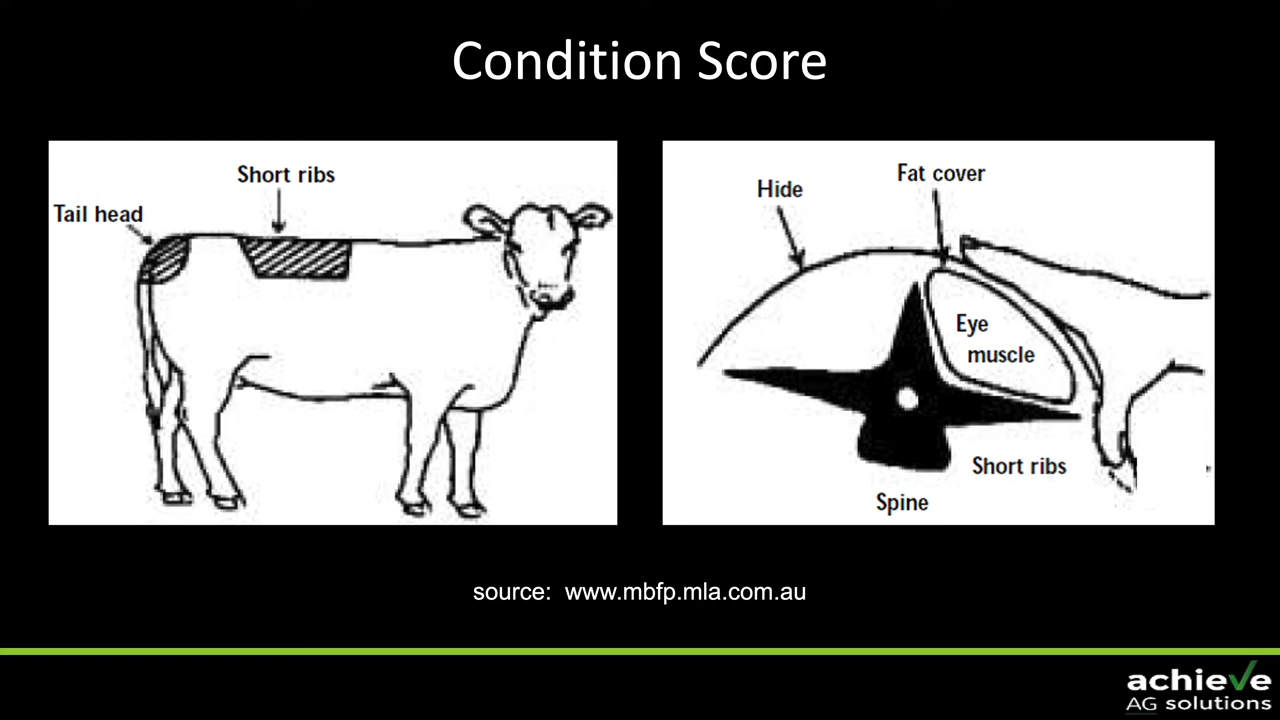 Condition Score
Short ribs
Tail head
Fat cover
Hide
Eye
muscle
Short ribs
Spine
source:  www.mbfp.mla.com.au
achieve
AG solutions